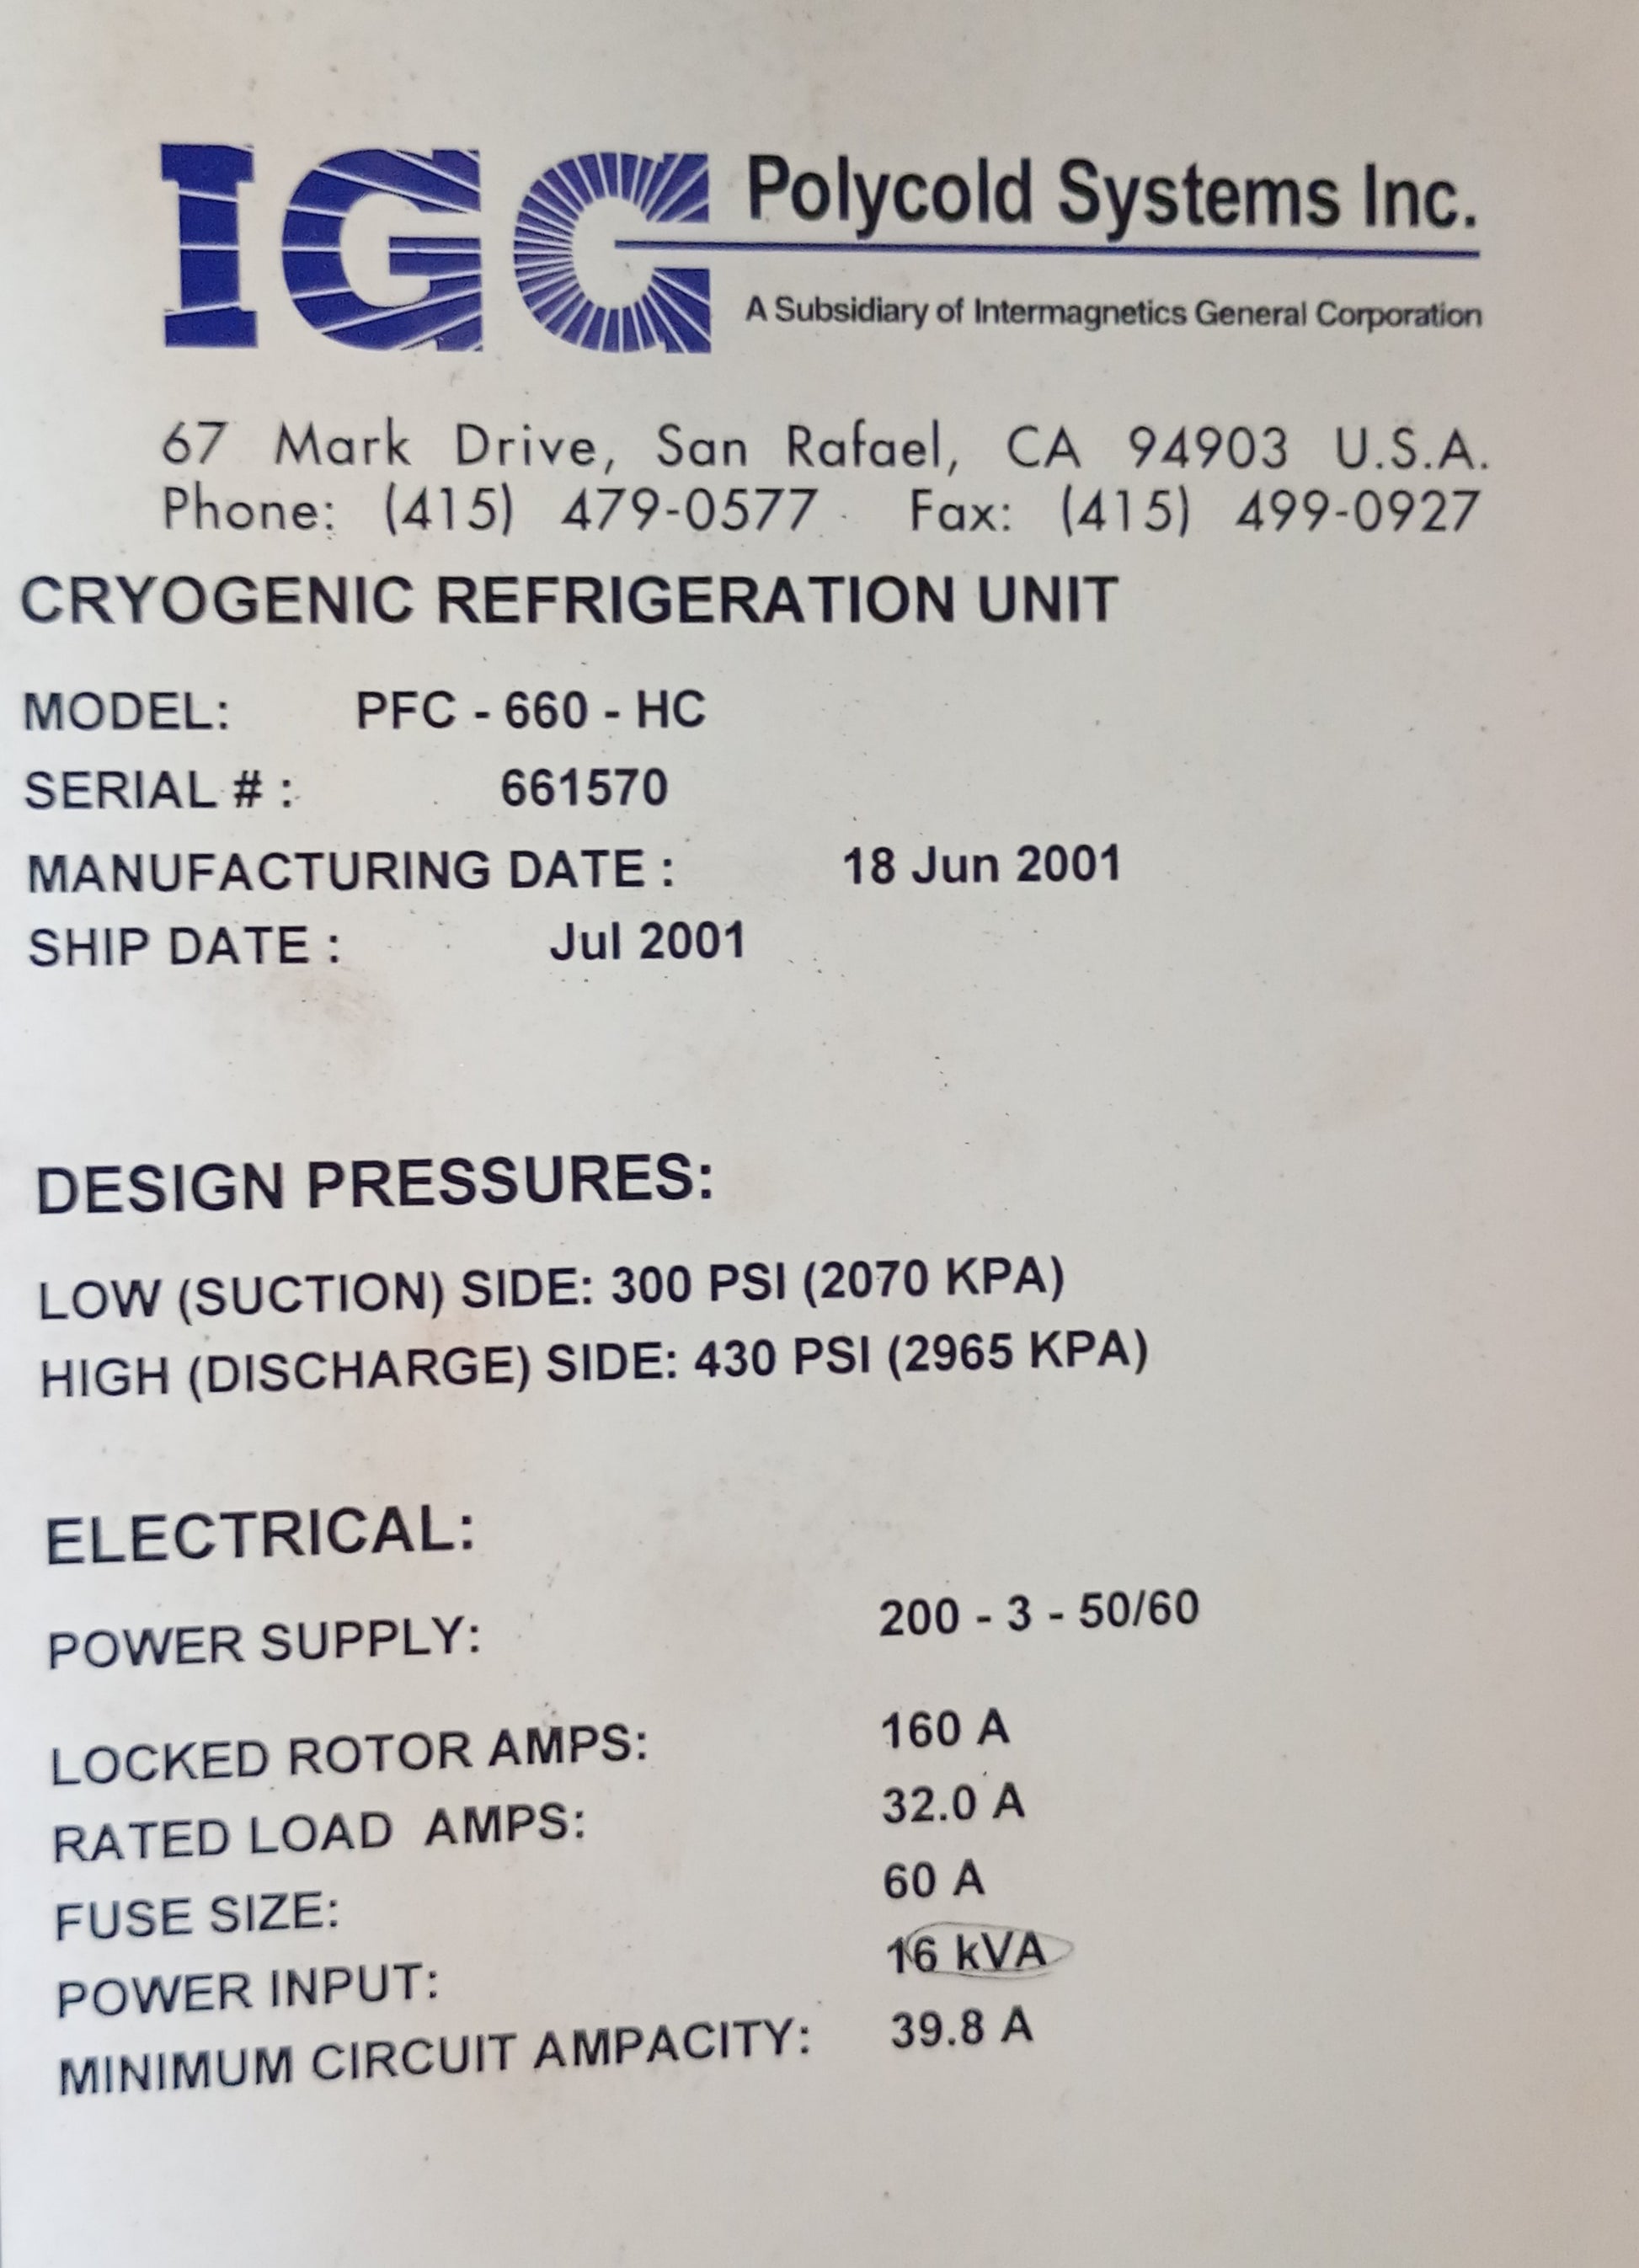 IGC Polycold Systems Inc.
A Subsidiary of Intermagnetics General Corporation
67 Mark Drive, San Rafael, CA 94903 U.S.A.
Phone: (415) 479-0577 Fax: (415) 499-0927
CRYOGENIC REFRIGERATION UNIT
MODEL: PFC - 660 - HC
SERIAL # : 661570
MANUFACTURING DATE : 18 Jun 2001
SHIP DATE : Jul 2001
DESIGN PRESSURES:
LOW (SUCTION) SIDE: 300 PSI (2070 KPA)
HIGH (DISCHARGE) SIDE: 430 PSI (2965 KPA)
ELECTRICAL:
POWER SUPPLY: 200 - 3 - 50/60
LOCKED ROTOR AMPS: 160 A
RATED LOAD AMPS: 32.0 A
FUSE SIZE: 60 A
POWER INPUT: 16 kVA
MINIMUM CIRCUIT AMPACITY: 39.8 A